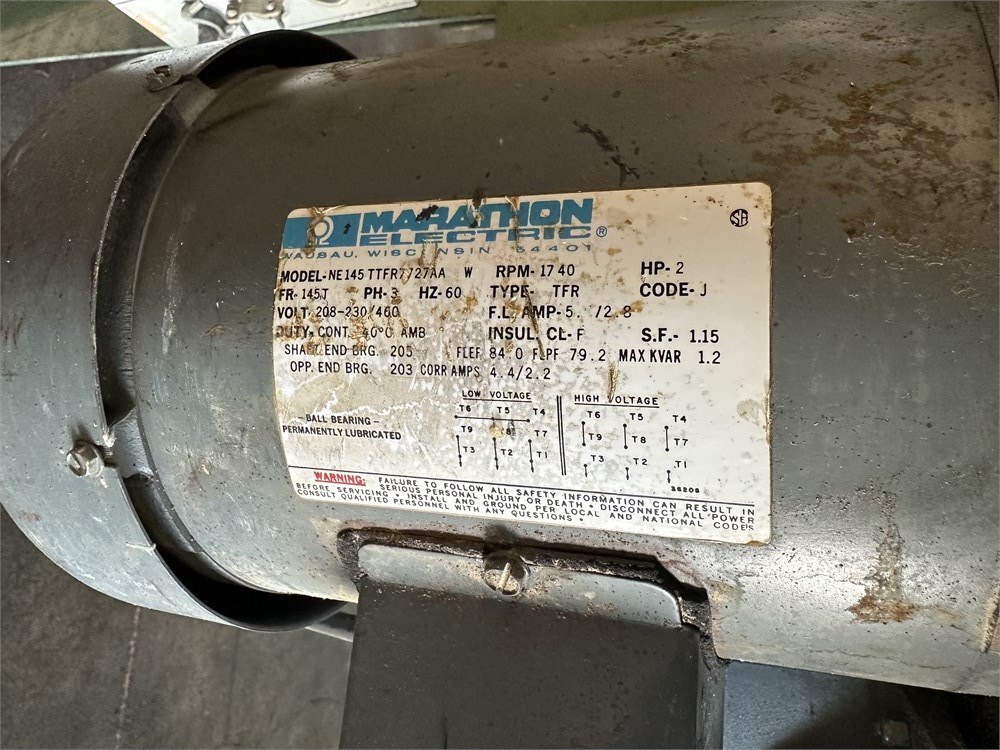 MARATHON
ELECTRIC®
WAUSAU, WISCONSIN 54401
SA
MODEL- W RPM- 1740 HP- 2
FR- 145T PH- 3 HZ- 60 TYPE- TFR CODE- J
VOLT. 208-230/460 F.L. AMP- /2.8
DUTY- CONT. 40°C AMB INSUL. CL- F S.F.- 1.15
SHAFT END BRG. 205 FLEF 84.0 FLPF 79.2 MAX KVAR 1.2
OPP. END BRG. 203 CORR AMPS 4.4/2.2
LOW VOLTAGE HIGH VOLTAGE
T6 T5 T4 T6 T5 T4
T9 T8 T7 T9 T8 T7
T3 T2 T1 T3 T2 T1
- BALL BEARING -
PERMANENTLY LUBRICATED
36208
WARNING: FAILURE TO FOLLOW ALL SAFETY INFORMATION CAN RESULT IN
SERIOUS PERSONAL INJURY OR DEATH • DISCONNECT ALL POWER
BEFORE SERVICING • INSTALL AND GROUND PER LOCAL AND NATIONAL CODES
CONSULT QUALIFIED PERSONNEL WITH ANY QUESTIONS •